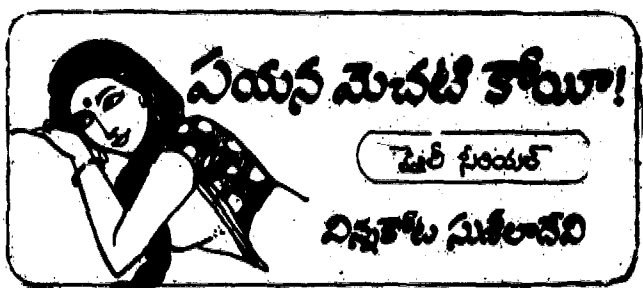 పయన మెచటి కోయీ!
డైలీ సీరియల్
విన్నకోట సుశీలాదేవి